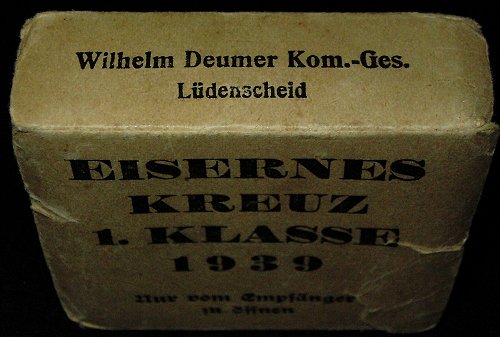 Wilhelm Deumer Kom.-Ges.
Lüdenscheid
EISERNES
KREUZ
1. KLASSE
1939
Nur vom Empfänger
zu öffnen